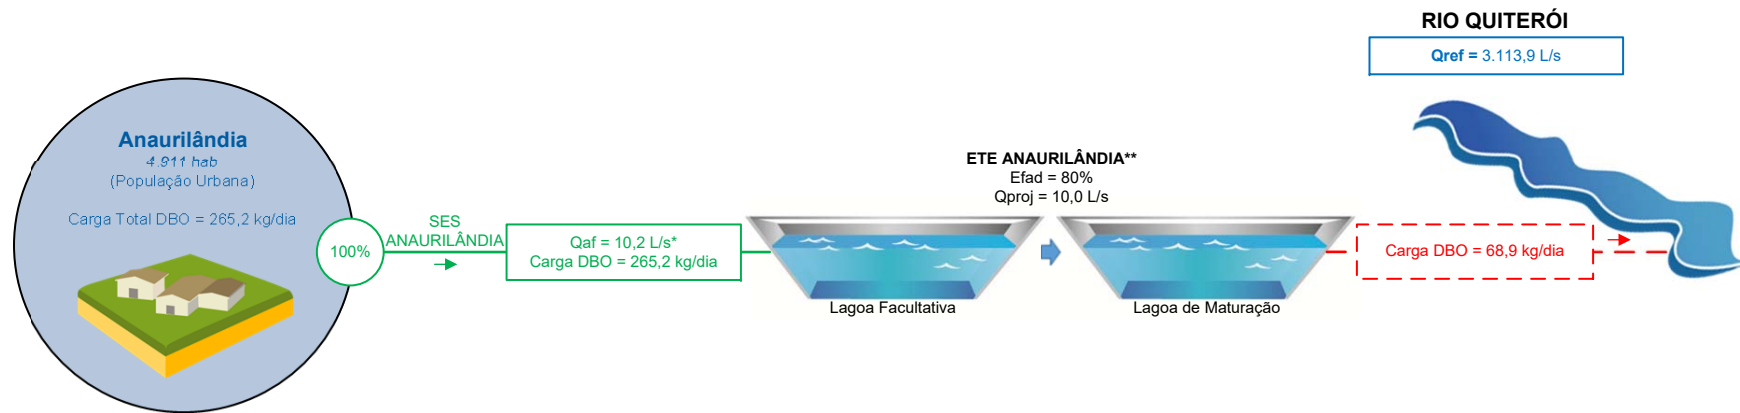 RIO QUITERÓI
Qref = 3.113,9 L/s
Anaurilândia
4.911 hab
(População Urbana)
Carga Total DBO = 265,2 kg/dia
100%
SES
ANAURILÂNDIA
Qaf = 10,2 L/s*
Carga DBO = 265,2 kg/dia
ETE ANAURILÂNDIA**
Efad = 80%
Qproj = 10,0 L/s
Lagoa Facultativa
Lagoa de Maturação
Carga DBO = 68,9 kg/dia